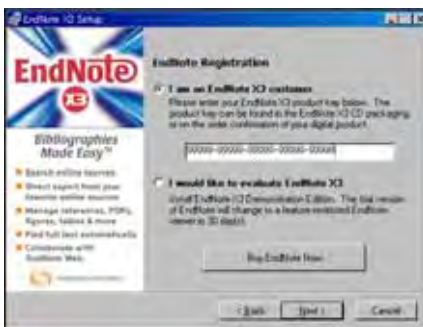 EndNote X3 Setup
EndNote
X3
Bibliographies
Made Easy™
Search online sources
Direct export from your
favorite online sources
Manage references, PDFs,
figures, tables & more
Find full text automatically
Collaborate with
EndNote Web
EndNote Registration
I am an EndNote X3 customer
Please enter your EndNote X3 product key below. The
product key can be found in the EndNote X3 CD packaging
or on the order confirmation of your digital product.
I would like to evaluate EndNote X3
Install EndNote X3 Demonstration Edition. The trial version
of EndNote will change to a feature-restricted EndNote
viewer in 30 day(s).
Buy EndNote Now
< Back
Next >
Cancel